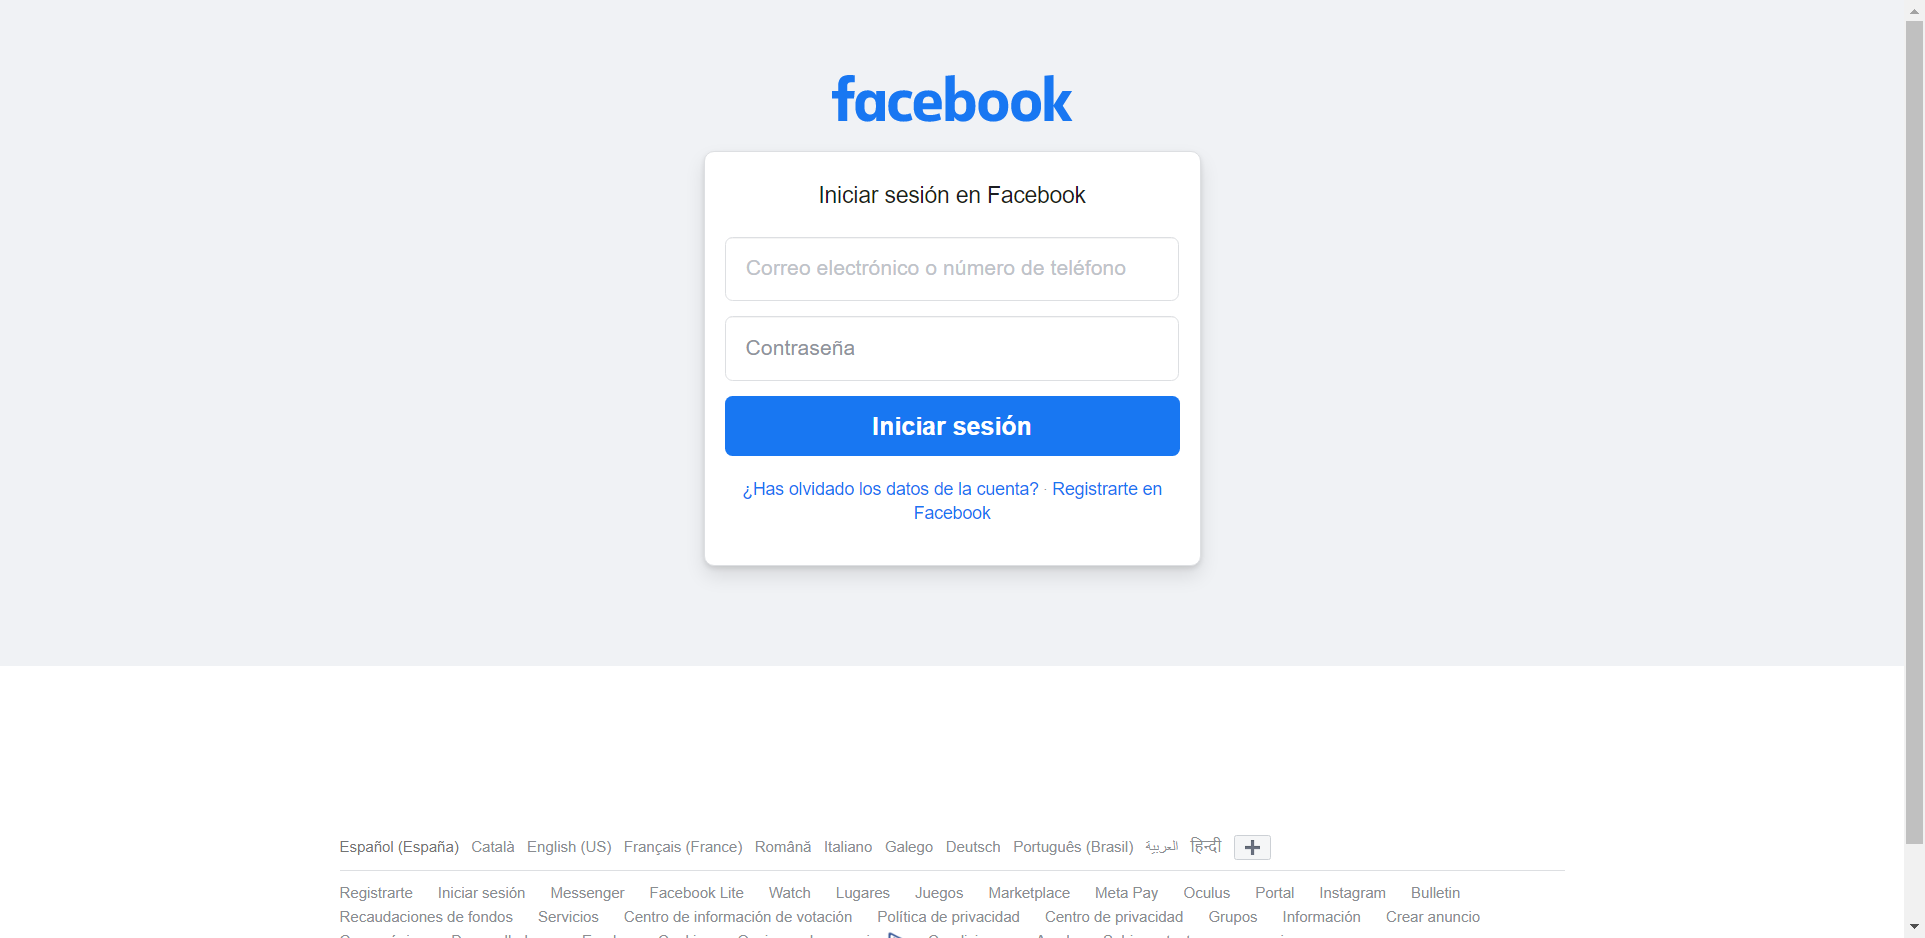 facebook
Iniciar sesión en Facebook
Correo electrónico o número de teléfono
Contraseña
Iniciar sesión
¿Has olvidado los datos de la cuenta? · Registrarte en
Facebook
Español (España) Català English (US) Français (France) Română Italiano Galego Deutsch Português (Brasil) العربية हिन्दी
Registrarte Iniciar sesión Messenger Facebook Lite Watch Lugares Juegos Marketplace Meta Pay Oculus Portal Instagram Bulletin
Recaudaciones de fondos Servicios Centro de información de votación Política de privacidad Centro de privacidad Grupos Información Crear anuncio